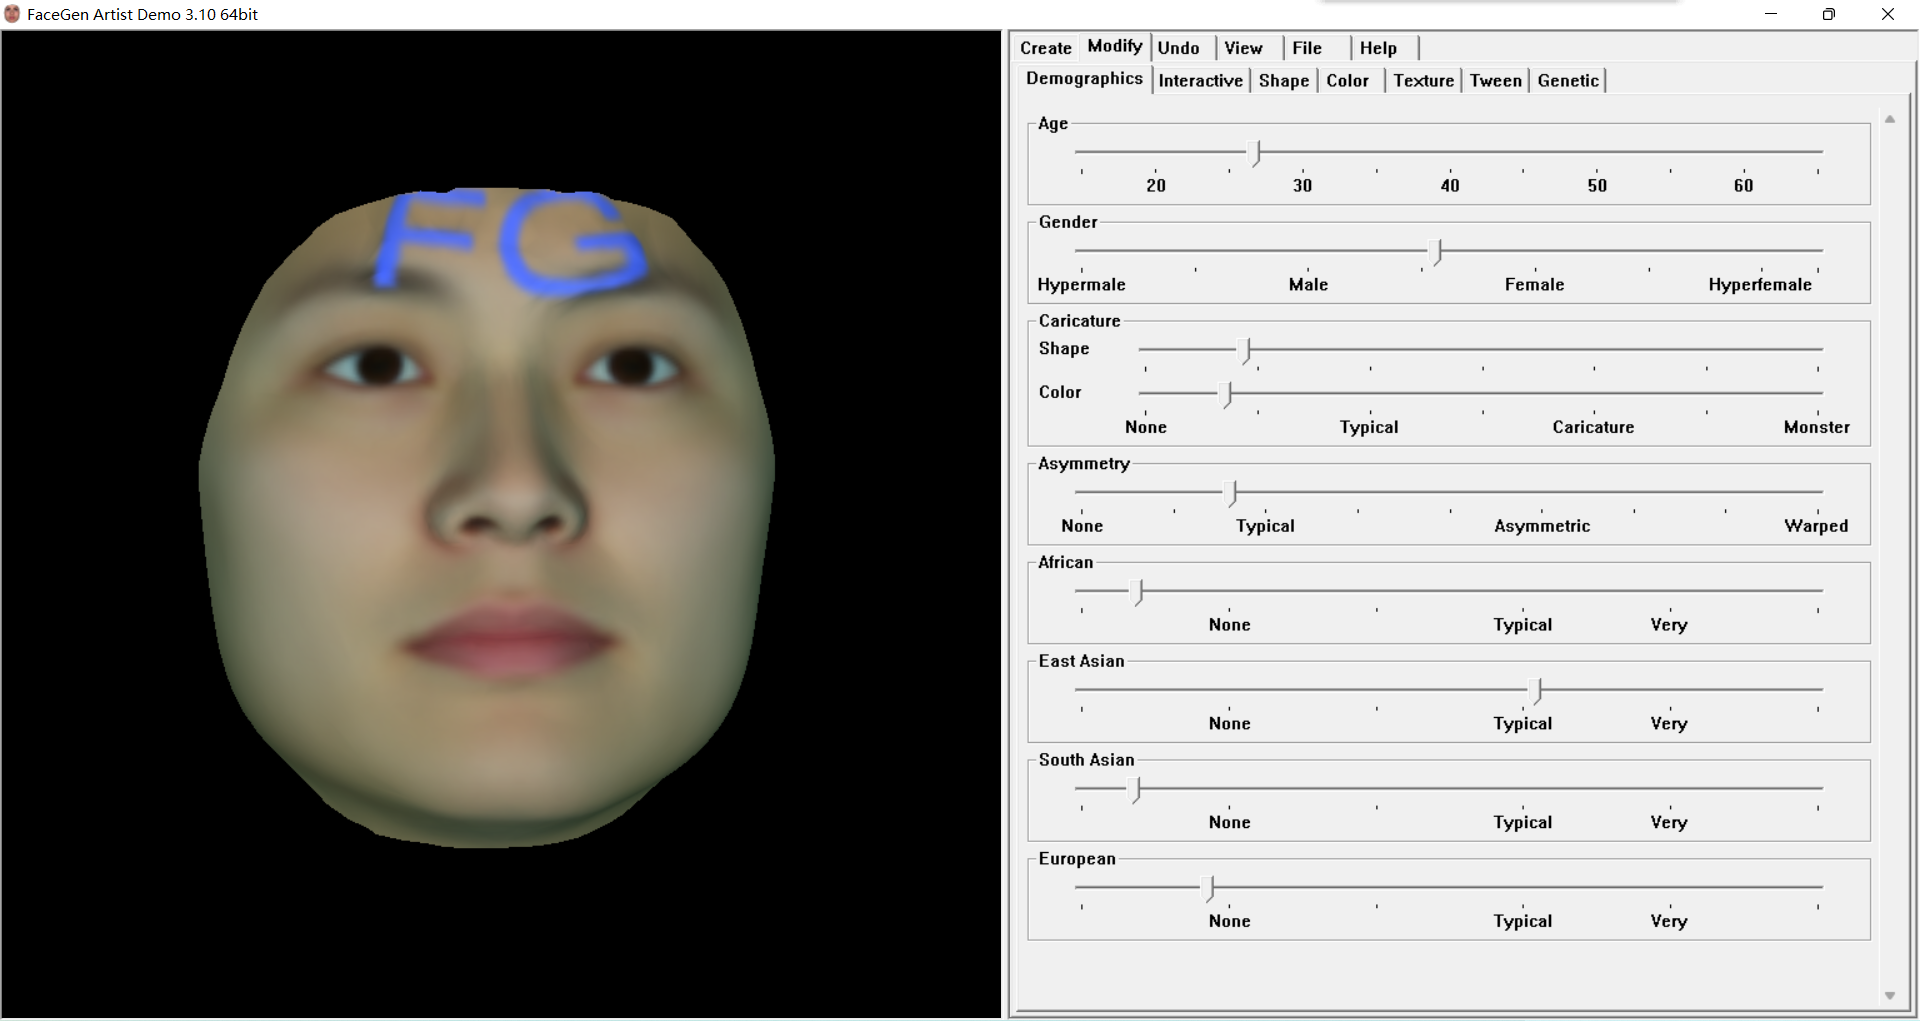 FaceGen Artist Demo 3.10 64bit
Create Modify Undo View File Help
Demographics Interactive Shape Color Texture Tween Genetic
FG
Age
20 30 40 50 60
Gender
Hypermale Male Female Hyperfemale
Caricature
Shape
Color
None Typical Caricature Monster
Asymmetry
None Typical Asymmetric Warped
African
None Typical Very
East Asian
None Typical Very
South Asian
None Typical Very
European
None Typical Very